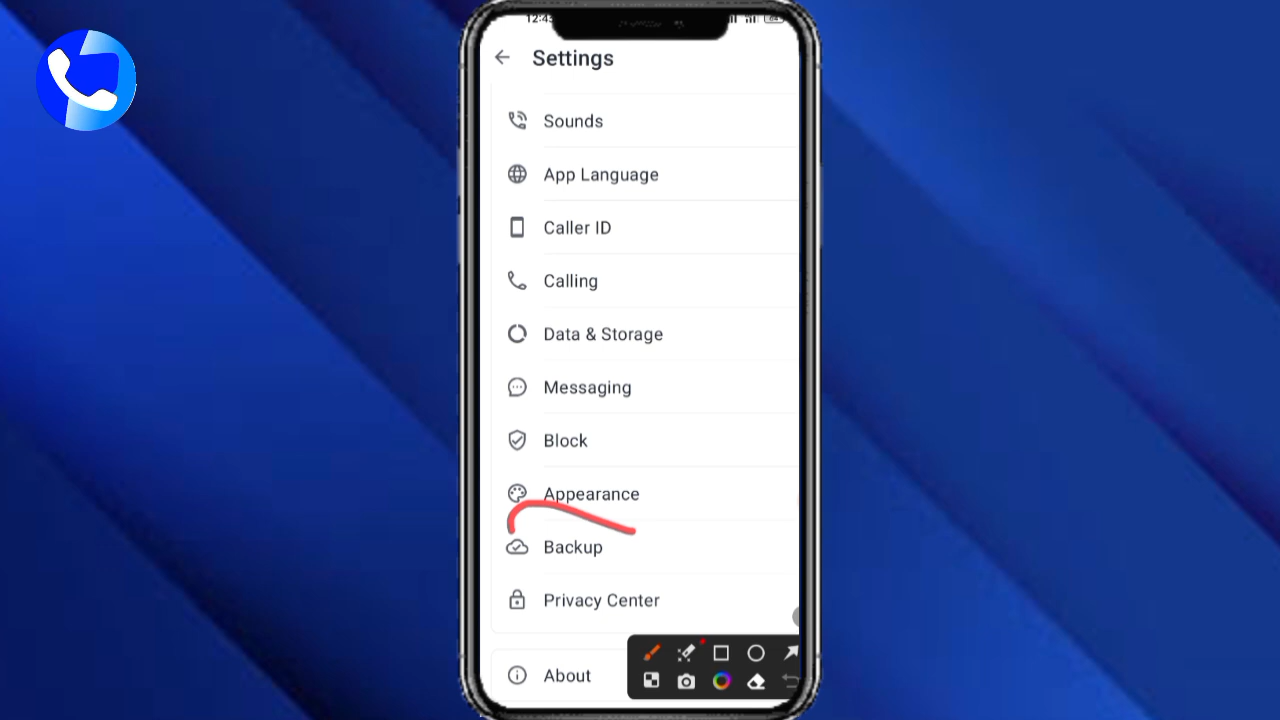 Settings
Sounds
App Language
Caller ID
Calling
Data & Storage
Messaging
Block
Appearance
Backup
Privacy Center
About